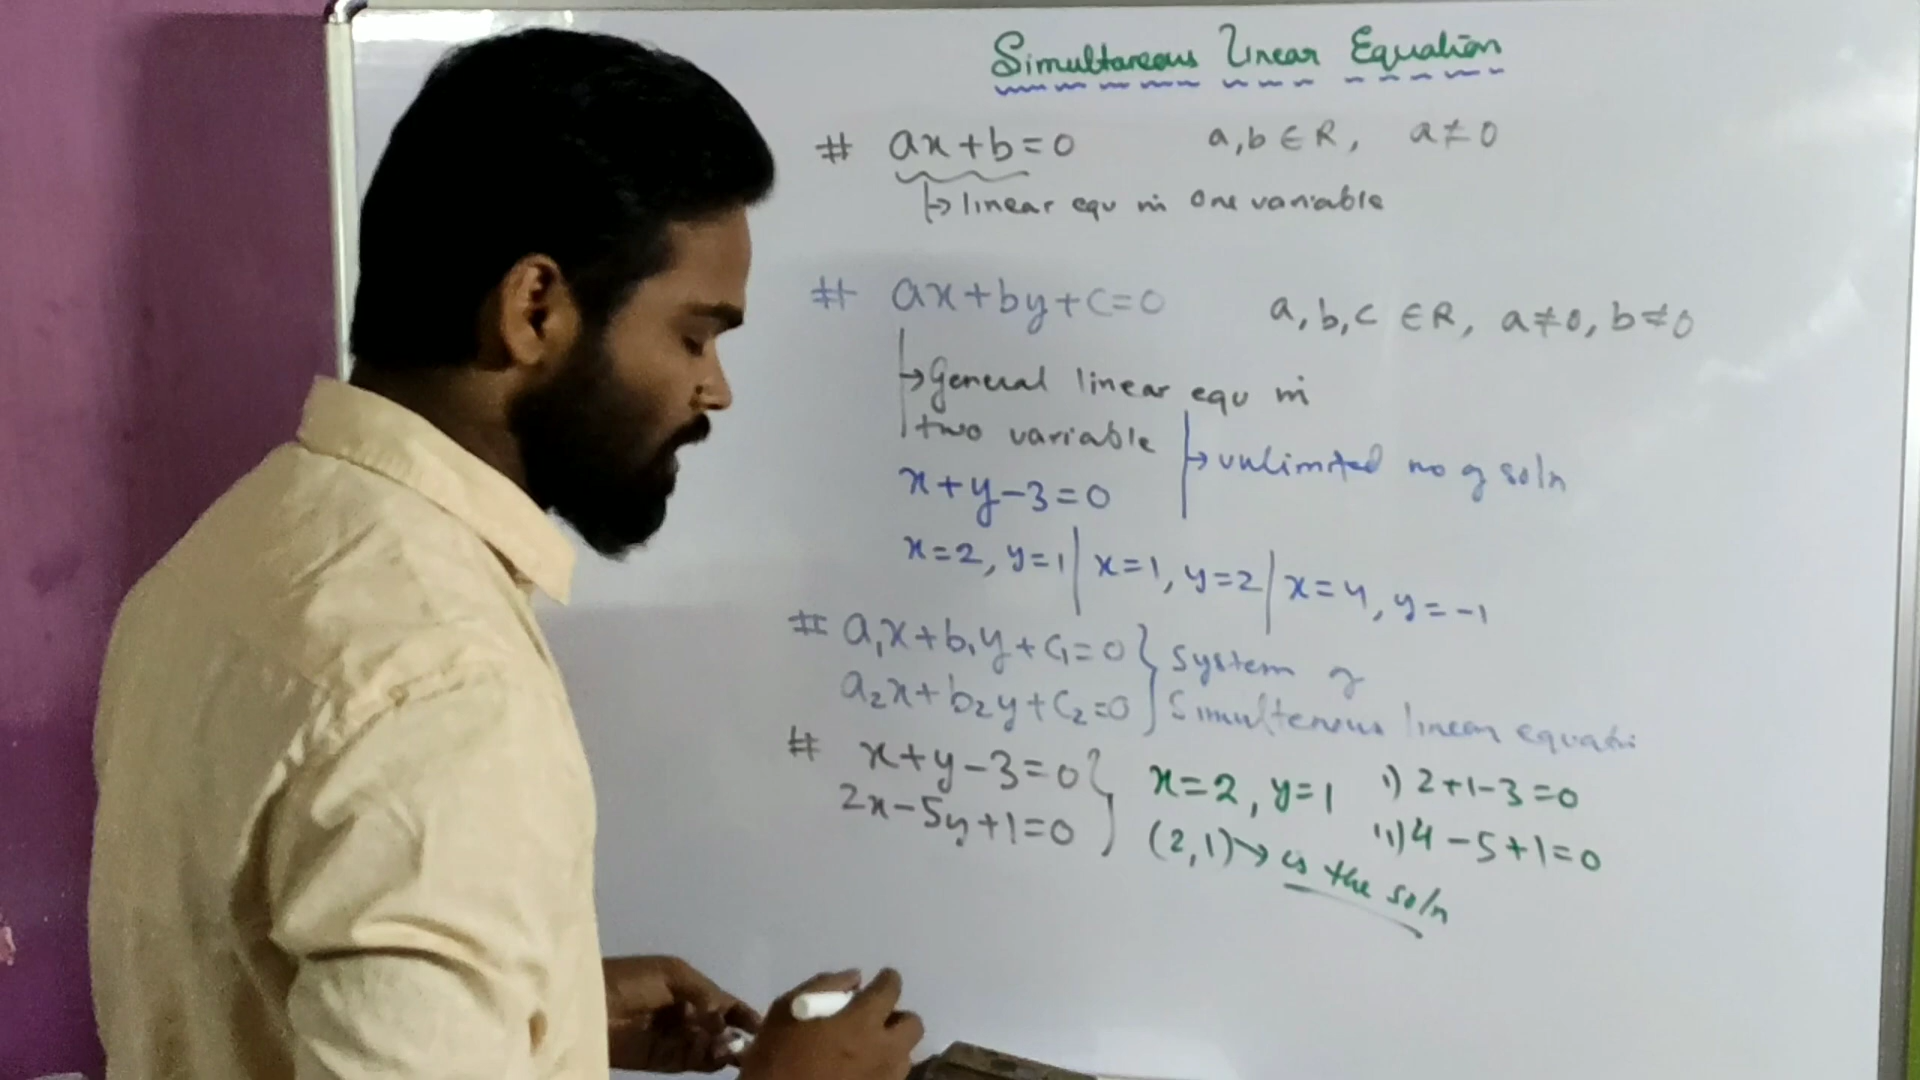 Simultaneous Linear Equation
# ax+b=0 a,b ∈ R, a≠0
↳ linear equ in One variable
# ax+by+c=0 a,b,c ∈ R, a≠0, b≠0
→ General linear equ in
two variable → unlimited no of soln
x+y-3=0
x=2, y=1 | x=1, y=2 | x=4, y=-1
# a₁x+b₁y+c₁=0 } System of
a₂x+b₂y+c₂=0 } Simultenous linear equatin
# x+y-3=0 } x=2, y=1 i) 2+1-3=0
2x-5y+1=0 } (2,1) → is the soln ii) 4-5+1=0